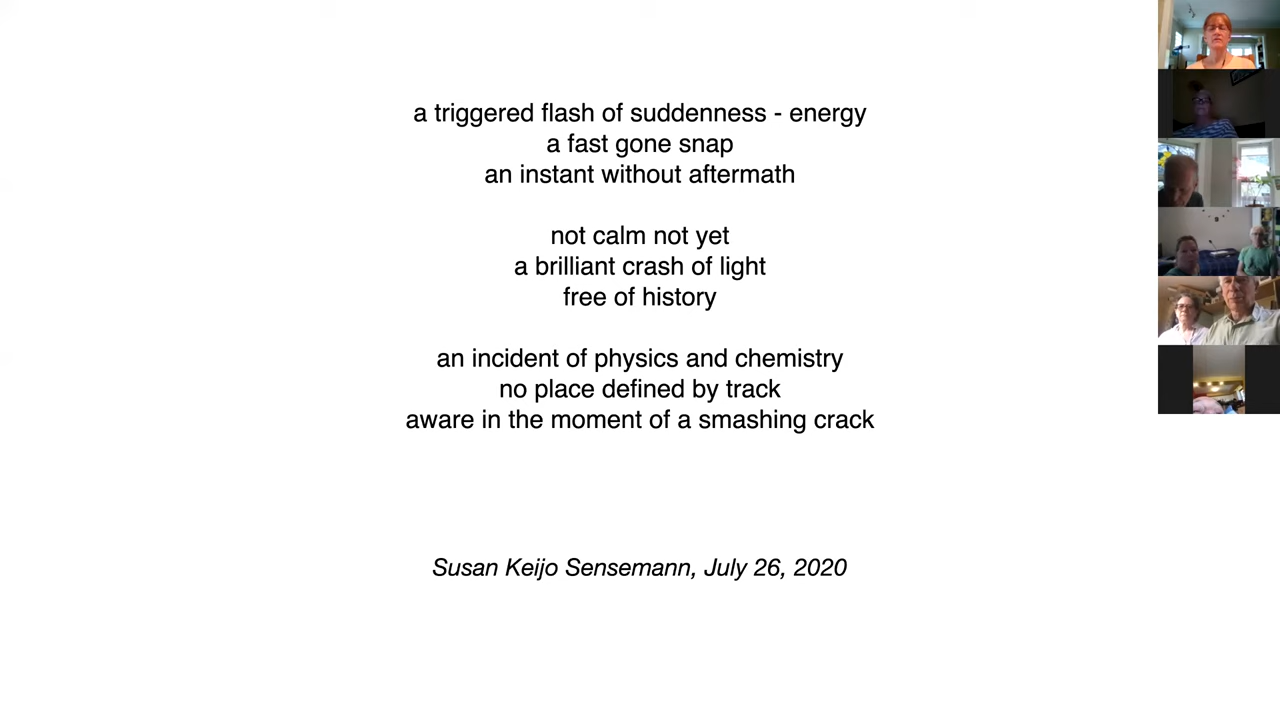 a triggered flash of suddenness - energy
a fast gone snap
an instant without aftermath
not calm not yet
a brilliant crash of light
free of history
an incident of physics and chemistry
no place defined by track
aware in the moment of a smashing crack
Susan Keijo Sensemann, July 26, 2020